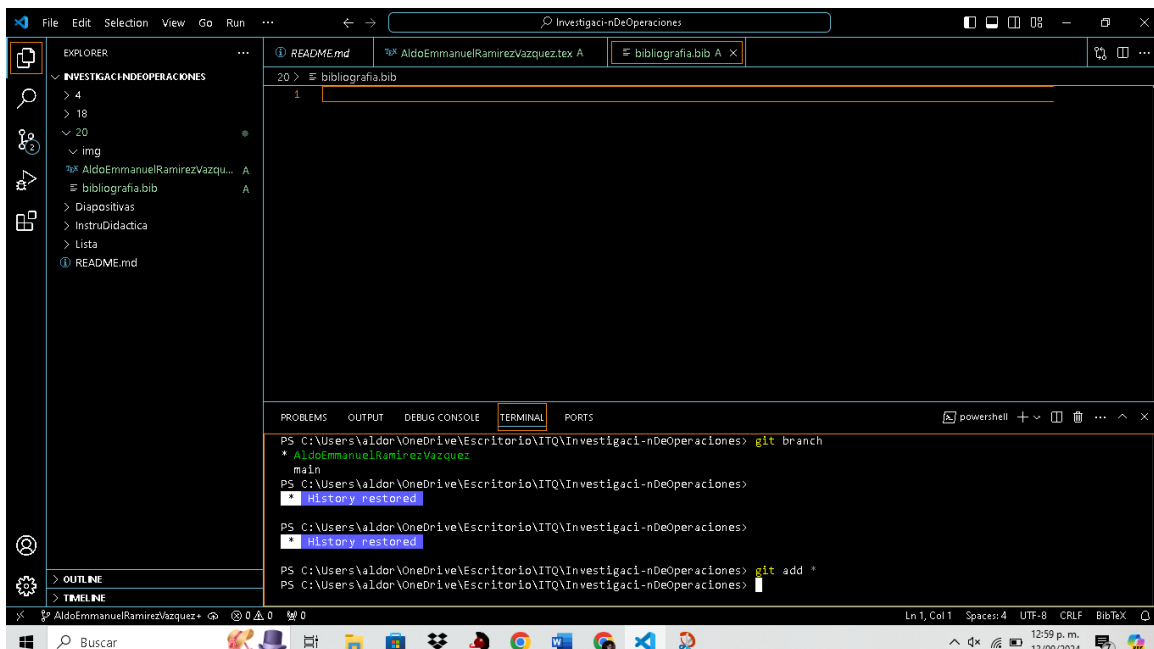 File Edit Selection View Go Run ···
Investigaci-nDeOperaciones
EXPLORER ···
INVESTIGACI-NDEOPERACIONES
4
18
20
img
AldoEmmanuelRamirezVazqu... A
bibliografia.bib A
Diapositivas
InstruDidactica
Lista
README.md
OUTLINE
TIMELINE
2
README.md
TEX AldoEmmanuelRamirezVazquez.tex A
bibliografia.bib A
20 > bibliografia.bib
1
PROBLEMS OUTPUT DEBUG CONSOLE TERMINAL PORTS
powershell
PS C:\Users\aldor\OneDrive\Escritorio\ITQ\Investigaci-nDeOperaciones> git branch
* AldoEmmanuelRamirezVazquez
main
PS C:\Users\aldor\OneDrive\Escritorio\ITQ\Investigaci-nDeOperaciones>
* History restored
PS C:\Users\aldor\OneDrive\Escritorio\ITQ\Investigaci-nDeOperaciones>
* History restored
PS C:\Users\aldor\OneDrive\Escritorio\ITQ\Investigaci-nDeOperaciones> git add *
PS C:\Users\aldor\OneDrive\Escritorio\ITQ\Investigaci-nDeOperaciones>
AldoEmmanuelRamirezVazquez+ 0 0 0
Ln 1, Col 1 Spaces: 4 UTF-8 CRLF BibTeX
Buscar
12:59 p. m.
13/09/2024